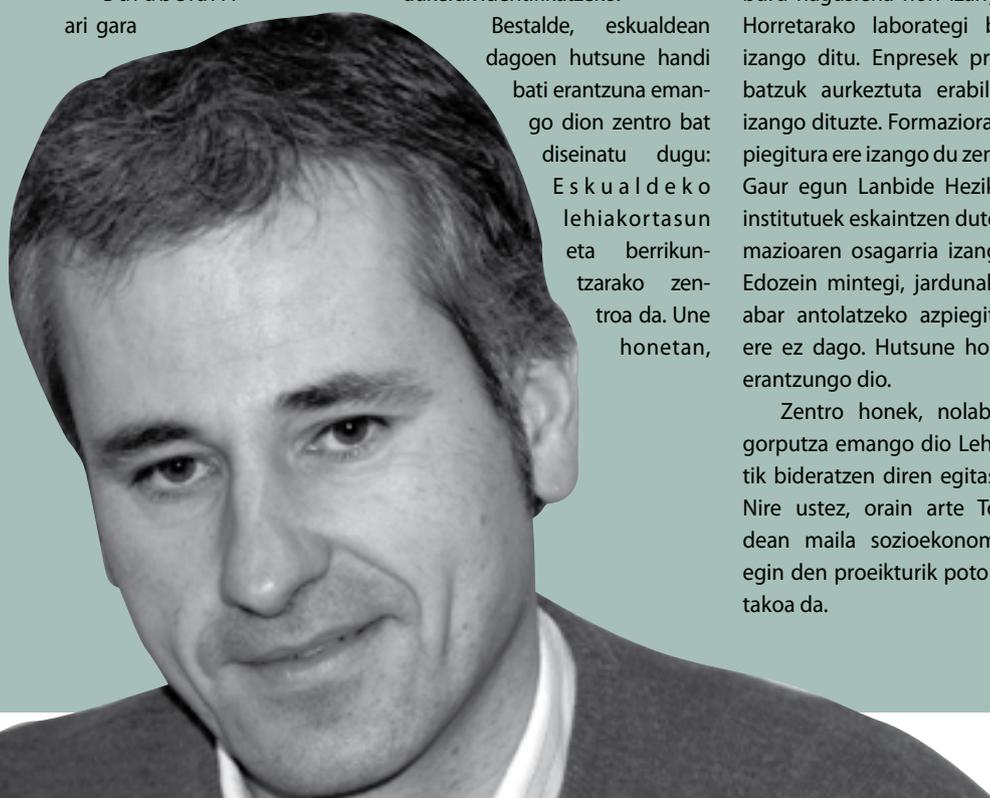 ari gara
Bestalde, eskualdean
dagoen hutsune handi
bati erantzuna eman-
go dion zentro bat
diseinatu dugu:
Eskualdeko
lehiakortasun
eta berrikun-
tzarako zen-
troa da. Une
honetan,
Horretarako laborategi b
izango ditu. Enpresek pr
batzuk aurkeztuta erabil
izango dituzte. Formaziora
piegitura ere izango du zer
Gaur egun Lanbide Hezik
institutuek eskaintzen dute
mazioaren osagarria izang
Edozein mintegi, jardunal
abar antolatzeko azpiegit
ere ez dago. Hutsune ho
erantzungo dio.
Zentro honek, nolab
gorputza emango dio Leh
tik bideratzen diren egitas
Nire ustez, orain arte To
dean maila sozioekonom
egin den proeikturik poto
takoa da.